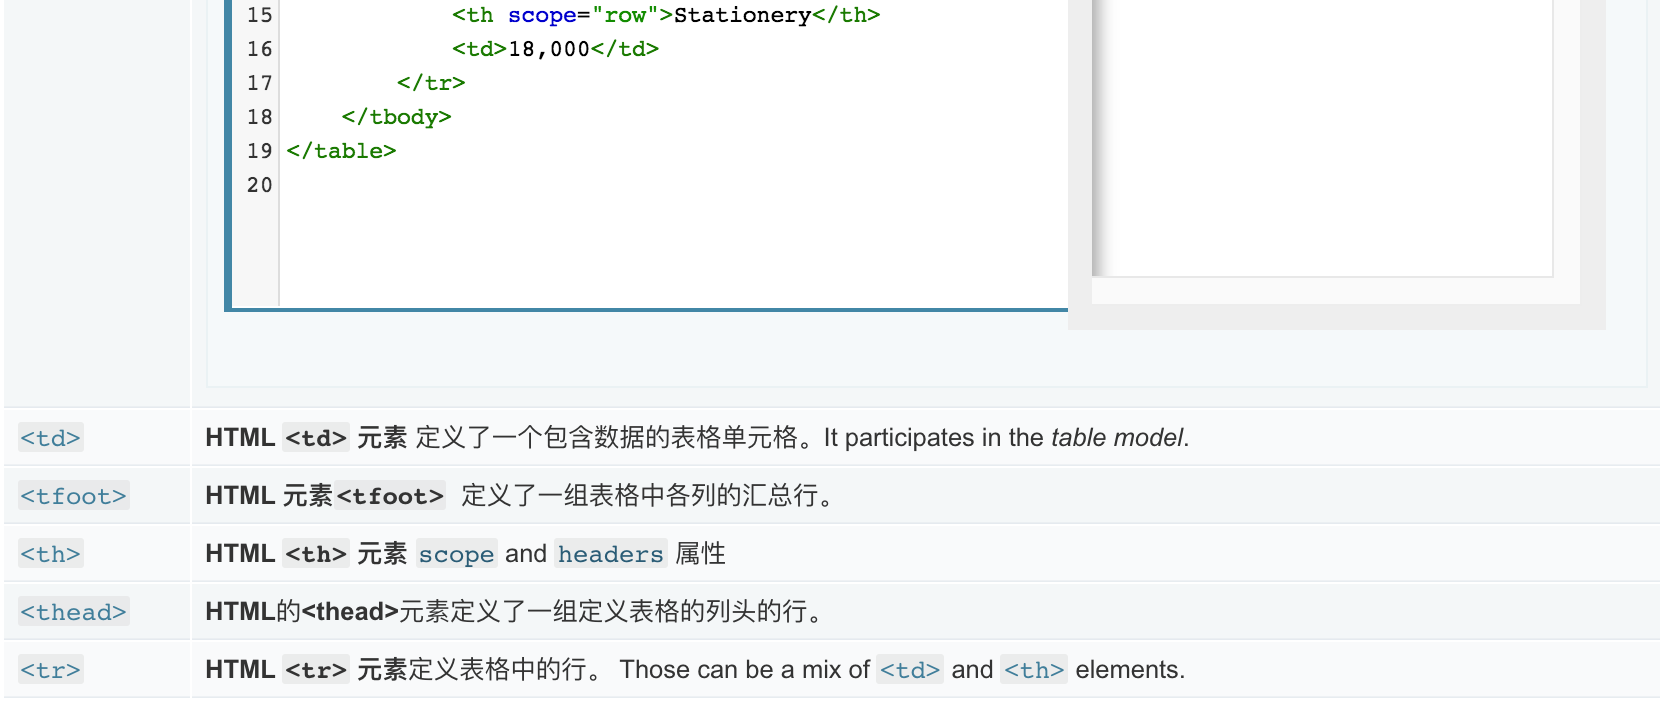 15 <th scope="row">Stationery</th>
16 <td>18,000</td>
17 </tr>
18 </tbody>
19 </table>
20
<td> HTML <td> 元素 定义了一个包含数据的表格单元格。It participates in the table model.
<tfoot> HTML 元素<tfoot> 定义了一组表格中各列的汇总行。
<th> HTML <th> 元素 scope and headers 属性
<thead> HTML的<thead>元素定义了一组定义表格的列头的行。
<tr> HTML <tr> 元素定义表格中的行。 Those can be a mix of <td> and <th> elements.